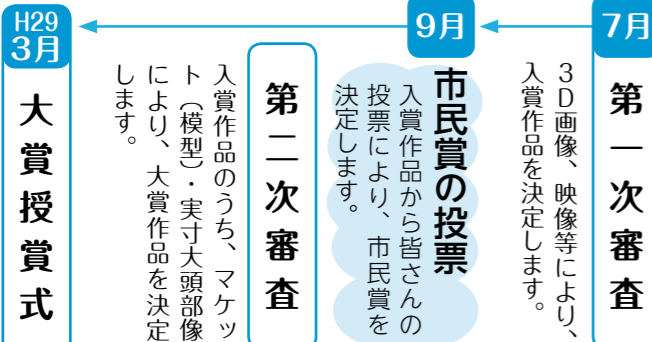 7月
第一次審査
3D画像、映像等により、
入賞作品を決定します。
9月
市民賞の投票
入賞作品から皆さんの
投票により、市民賞を
決定します。
第二次審査
入賞作品のうち、マケッ
ト（模型）・実寸大頭部像
により、大賞作品を決定
します。
H29
3月
大賞授賞式